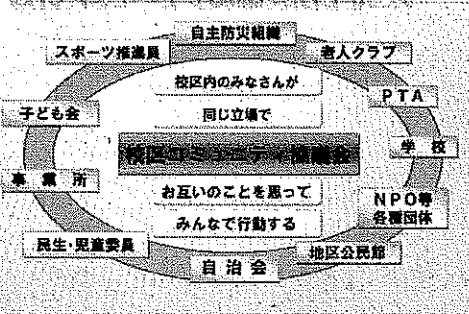 自主防災組織
スポーツ推進員
老人クラブ
校区内のみなさんが
PTA
同じ立場で
子ども会
学校
校区コミュニティ協議会
事業所
お互いのことを思って
NPO等
各種団体
みんなで行動する
民生・児童委員
地区公民館
自治会